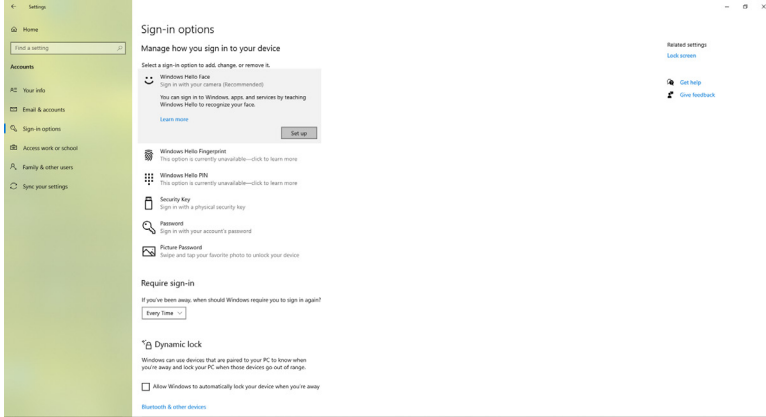 Settings
Home
Find a setting
Accounts
Your info
Email & accounts
Sign-in options
Access work or school
Family & other users
Sync your settings
Sign-in options
Manage how you sign in to your device
Select a sign-in option to add, change, or remove it.
Windows Hello Face
Sign in with your camera (Recommended)
You can sign in to Windows, apps, and services by teaching
Windows Hello to recognize your face.
Learn more
Set up
Windows Hello Fingerprint
This option is currently unavailable—click to learn more
Windows Hello PIN
This option is currently unavailable—click to learn more
Security Key
Sign in with a physical security key
Password
Sign in with your account's password
Picture Password
Swipe and tap your favorite photo to unlock your device
Require sign-in
If you've been away, when should Windows require you to sign in again?
Every Time
Dynamic lock
Windows can use devices that are paired to your PC to know when
you're away and lock your PC when those devices go out of range.
Allow Windows to automatically lock your device when you're away
Bluetooth & other devices
Related settings
Lock screen
Get help
Give feedback